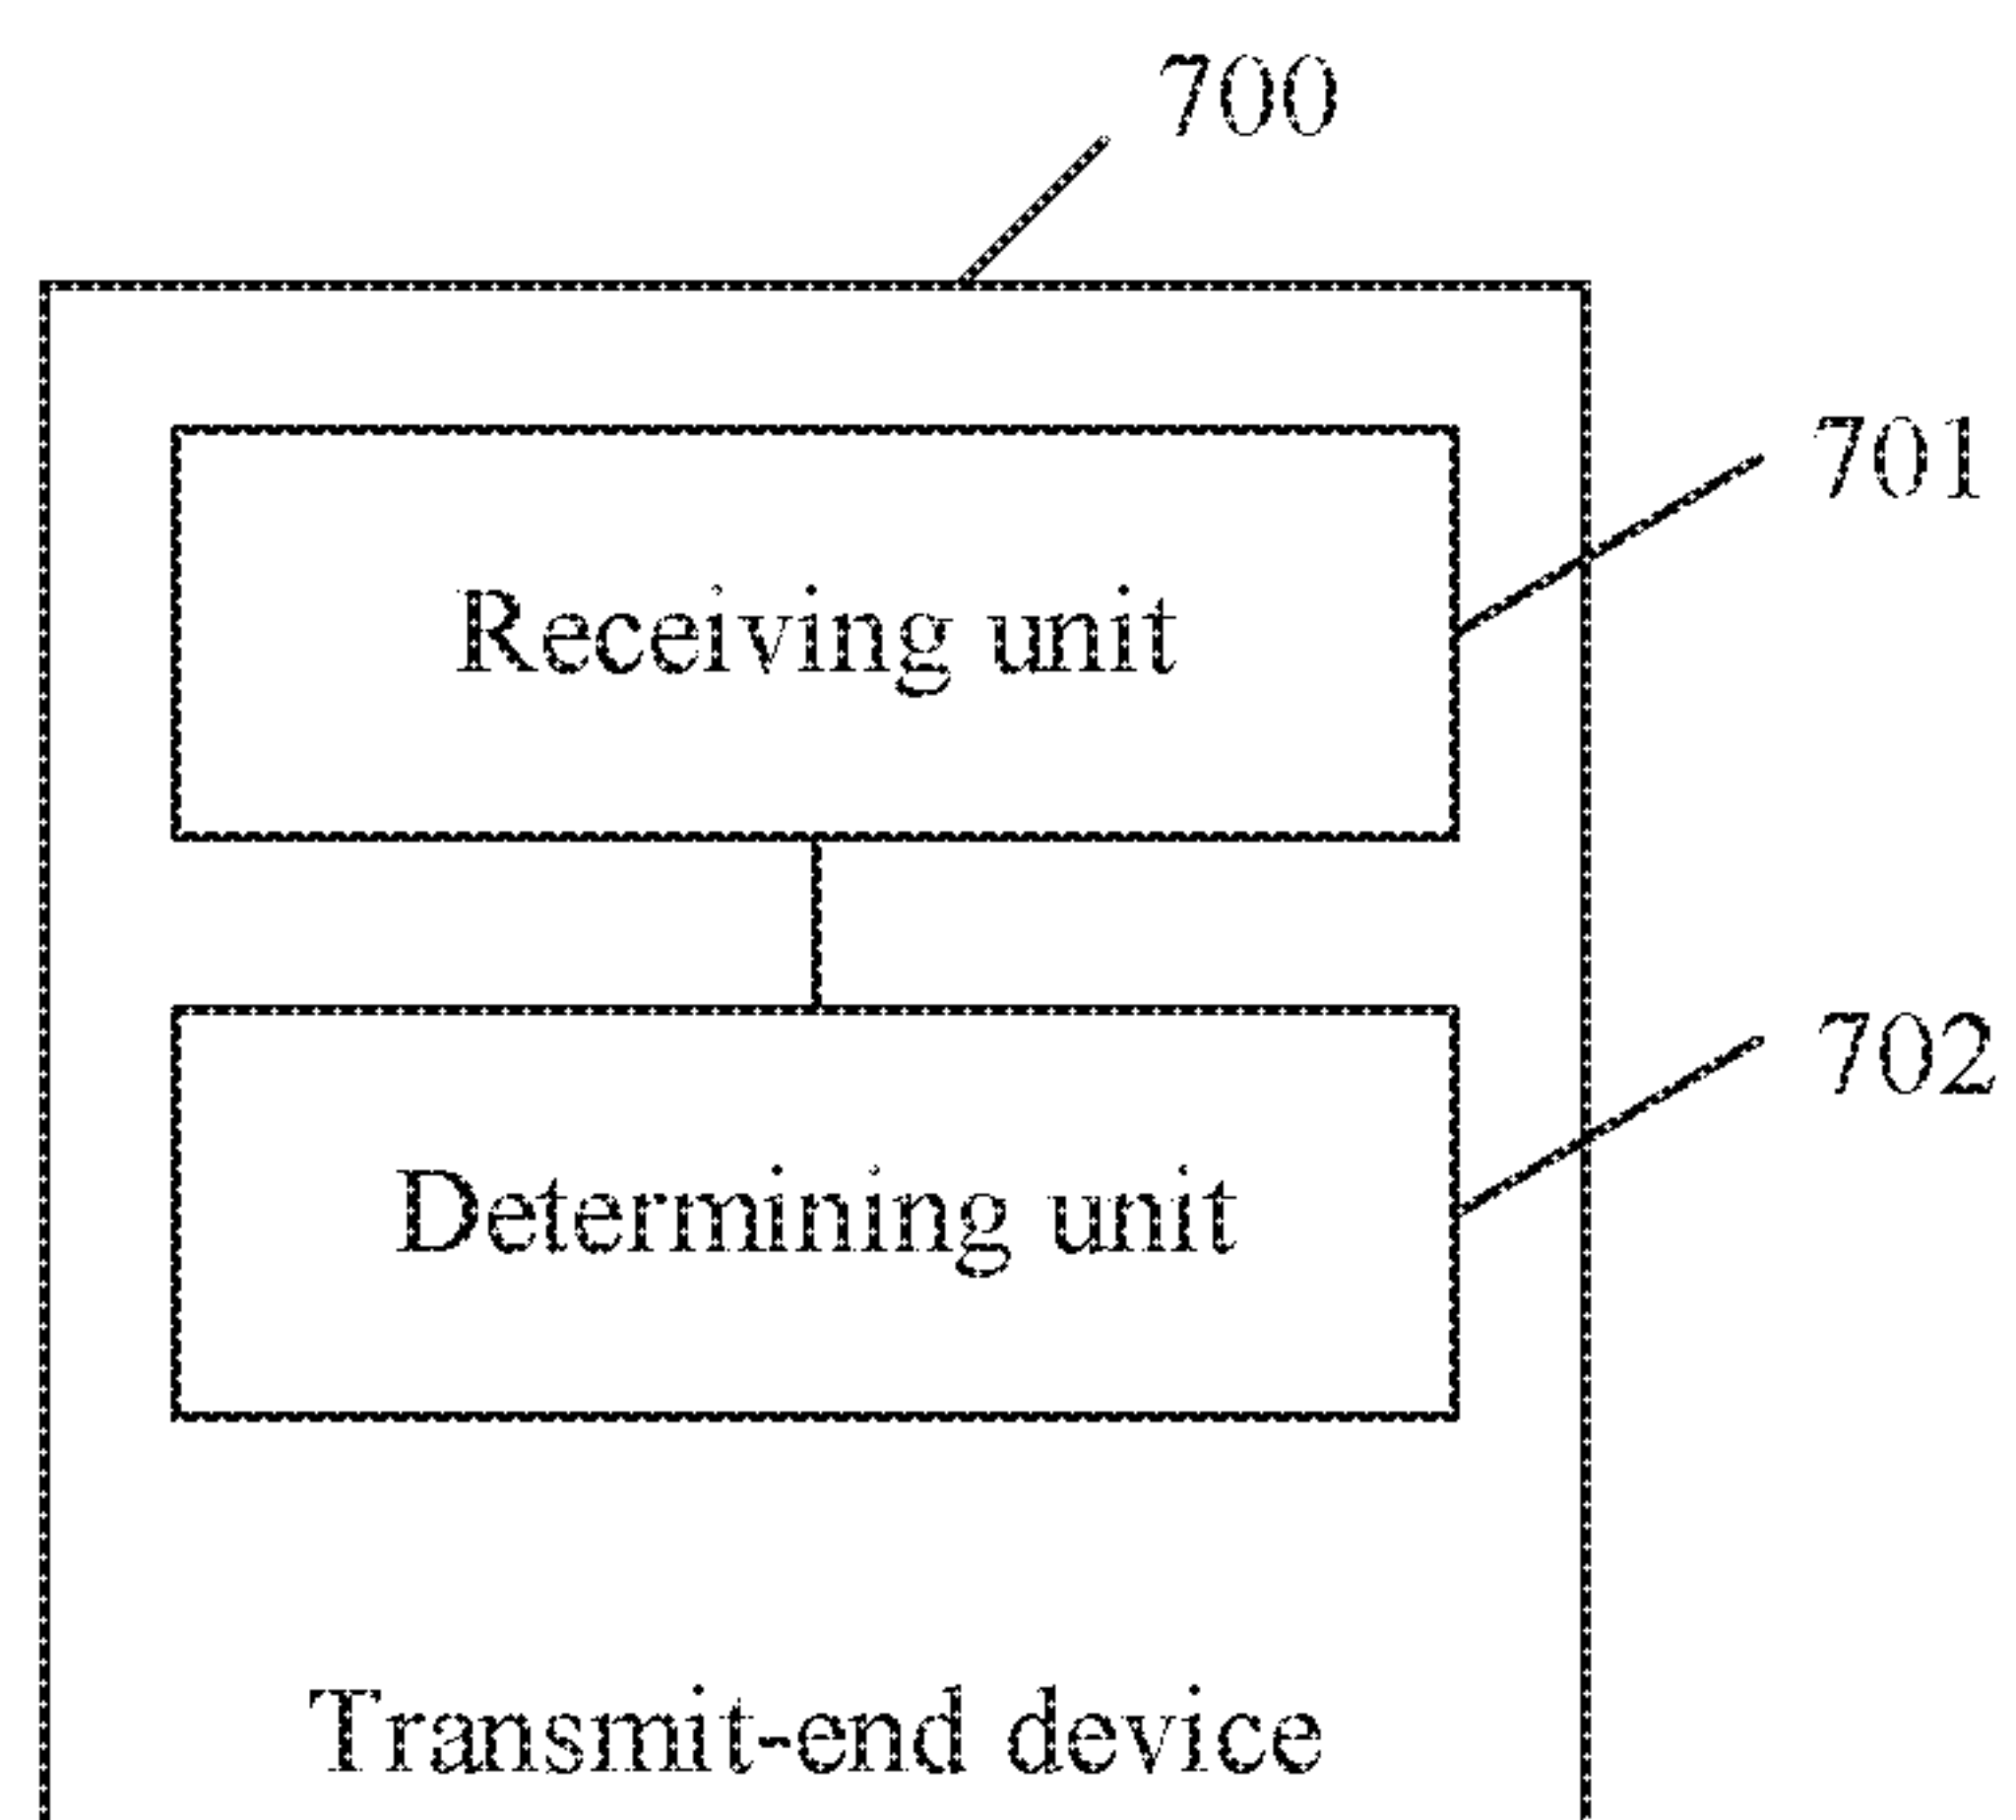 700
701
Receiving unit
702
Determining unit
Transmit-end device